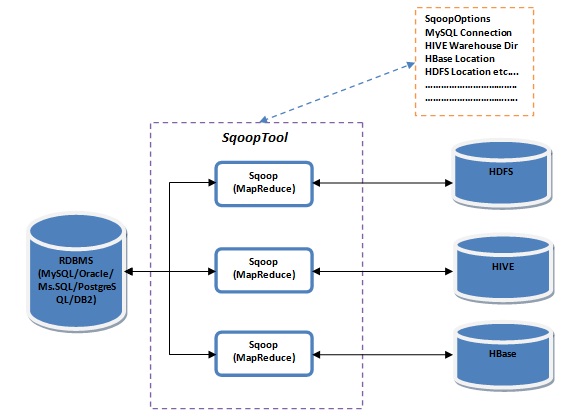 SqoopOptions
MySQL Connection
HIVE Warehouse Dir
HBase Location
HDFS Location etc....
...................................
...................................
SqoopTool
Sqoop
(MapReduce)
HDFS
RDBMS
(MySQL/Oracle/
Ms.SQL/PostgreS
QL/DB2)
Sqoop
(MapReduce)
HIVE
Sqoop
(MapReduce)
HBase